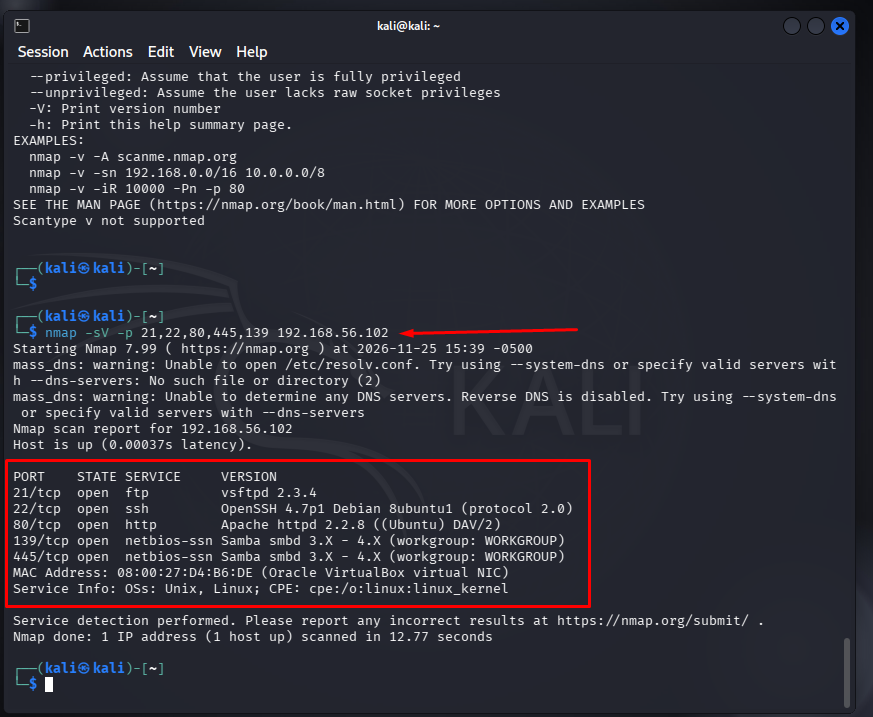 kali@kali: ~
Session Actions Edit View Help
--privileged: Assume that the user is fully privileged
--unprivileged: Assume the user lacks raw socket privileges
-V: Print version number
-h: Print this help summary page.
EXAMPLES:
nmap -v -A scanme.nmap.org
nmap -v -sn 192.168.0.0/16 10.0.0.0/8
nmap -v -iR 10000 -Pn -p 80
SEE THE MAN PAGE (https://nmap.org/book/man.html) FOR MORE OPTIONS AND EXAMPLES
Scantype v not supported
┌──(kali㉿kali)-[~]
└─$
┌──(kali㉿kali)-[~]
└─$ nmap -sV -p 21,22,80,445,139 192.168.56.102
Starting Nmap 7.99 ( https://nmap.org ) at 2026-11-25 15:39 -0500
mass_dns: warning: Unable to open /etc/resolv.conf. Try using --system-dns or specify valid servers wit
h --dns-servers: No such file or directory (2)
mass_dns: warning: Unable to determine any DNS servers. Reverse DNS is disabled. Try using --system-dns
or specify valid servers with --dns-servers
Nmap scan report for 192.168.56.102
Host is up (0.00037s latency).
PORT STATE SERVICE VERSION
21/tcp open ftp vsftpd 2.3.4
22/tcp open ssh OpenSSH 4.7p1 Debian 8ubuntu1 (protocol 2.0)
80/tcp open http Apache httpd 2.2.8 ((Ubuntu) DAV/2)
139/tcp open netbios-ssn Samba smbd 3.X - 4.X (workgroup: WORKGROUP)
445/tcp open netbios-ssn Samba smbd 3.X - 4.X (workgroup: WORKGROUP)
MAC Address: 08:00:27:D4:B6:DE (Oracle VirtualBox virtual NIC)
Service Info: OSs: Unix, Linux; CPE: cpe:/o:linux:linux_kernel
Service detection performed. Please report any incorrect results at https://nmap.org/submit/ .
Nmap done: 1 IP address (1 host up) scanned in 12.77 seconds
┌──(kali㉿kali)-[~]
└─$
KALI